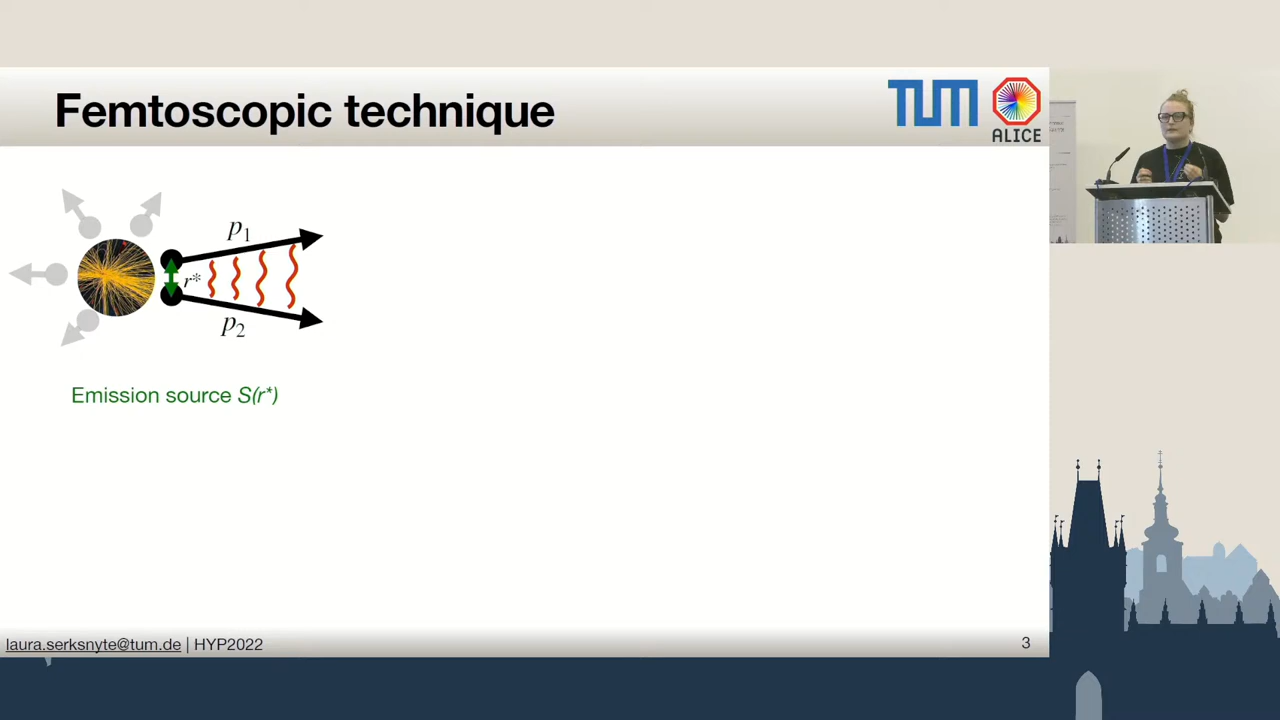 Femtoscopic technique
TUM
ALICE
p1
r*
p2
Emission source S(r*)
laura.serksnyte@tum.de | HYP2022
3